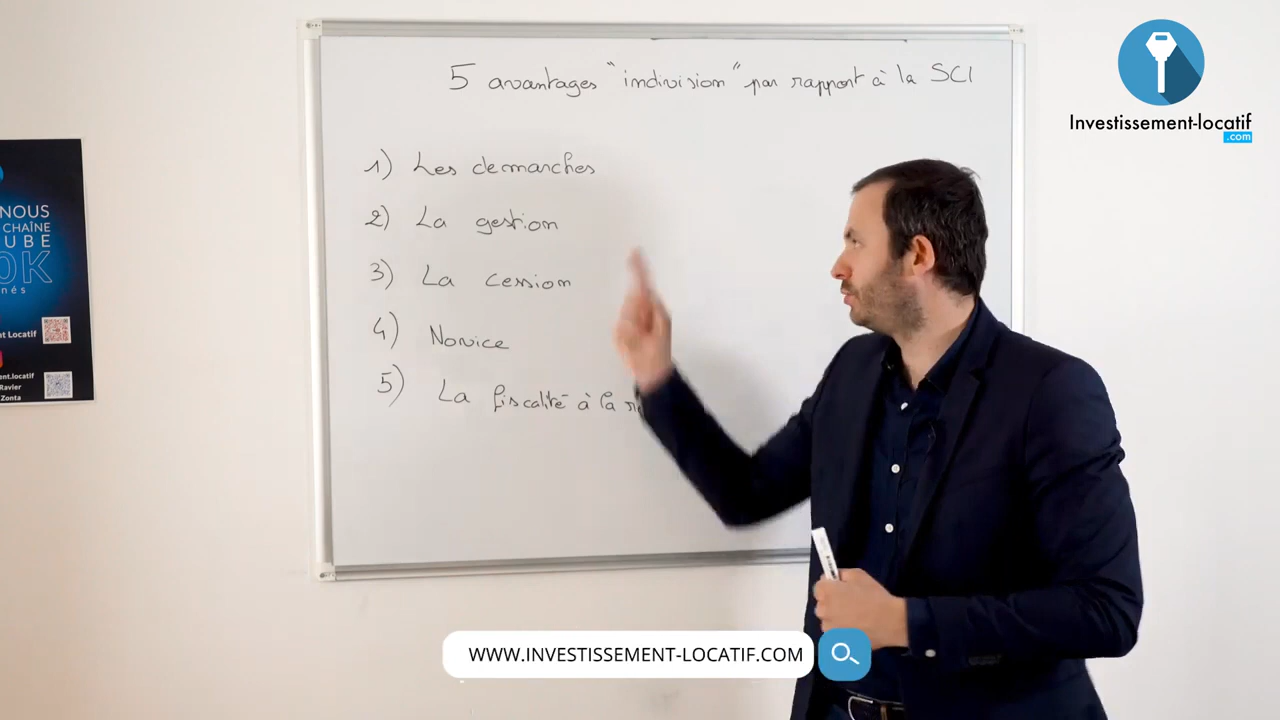 5 avantages "indivision" par rapport à la SCI
1) Les demarches
2) La gestion
3) La cession
4) Novice
5) La fiscalité à la
Investissement-locatif
.com
NOUS
CHAÎNE
UBE
0K
nés
nt Locatif
ent.locatif
Ravier
Zonta
WWW.INVESTISSEMENT-LOCATIF.COM